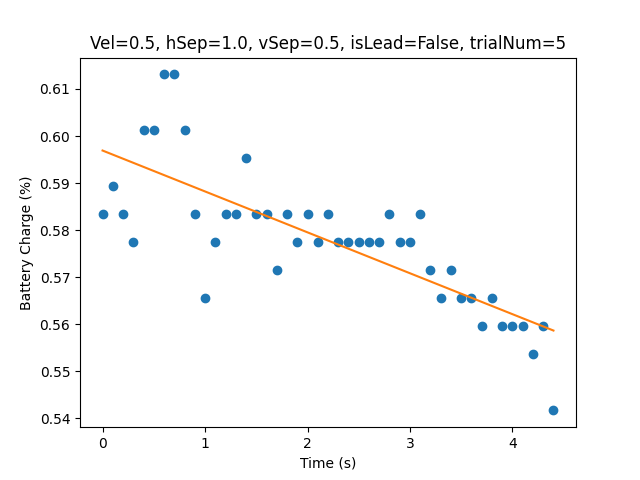 Vel=0.5, hSep=1.0, vSep=0.5, isLead=False, trialNum=5
0.61
0.60
0.59
0.58
0.57
0.56
0.55
0.54
Battery Charge (%)
0 1 2 3 4
Time (s)